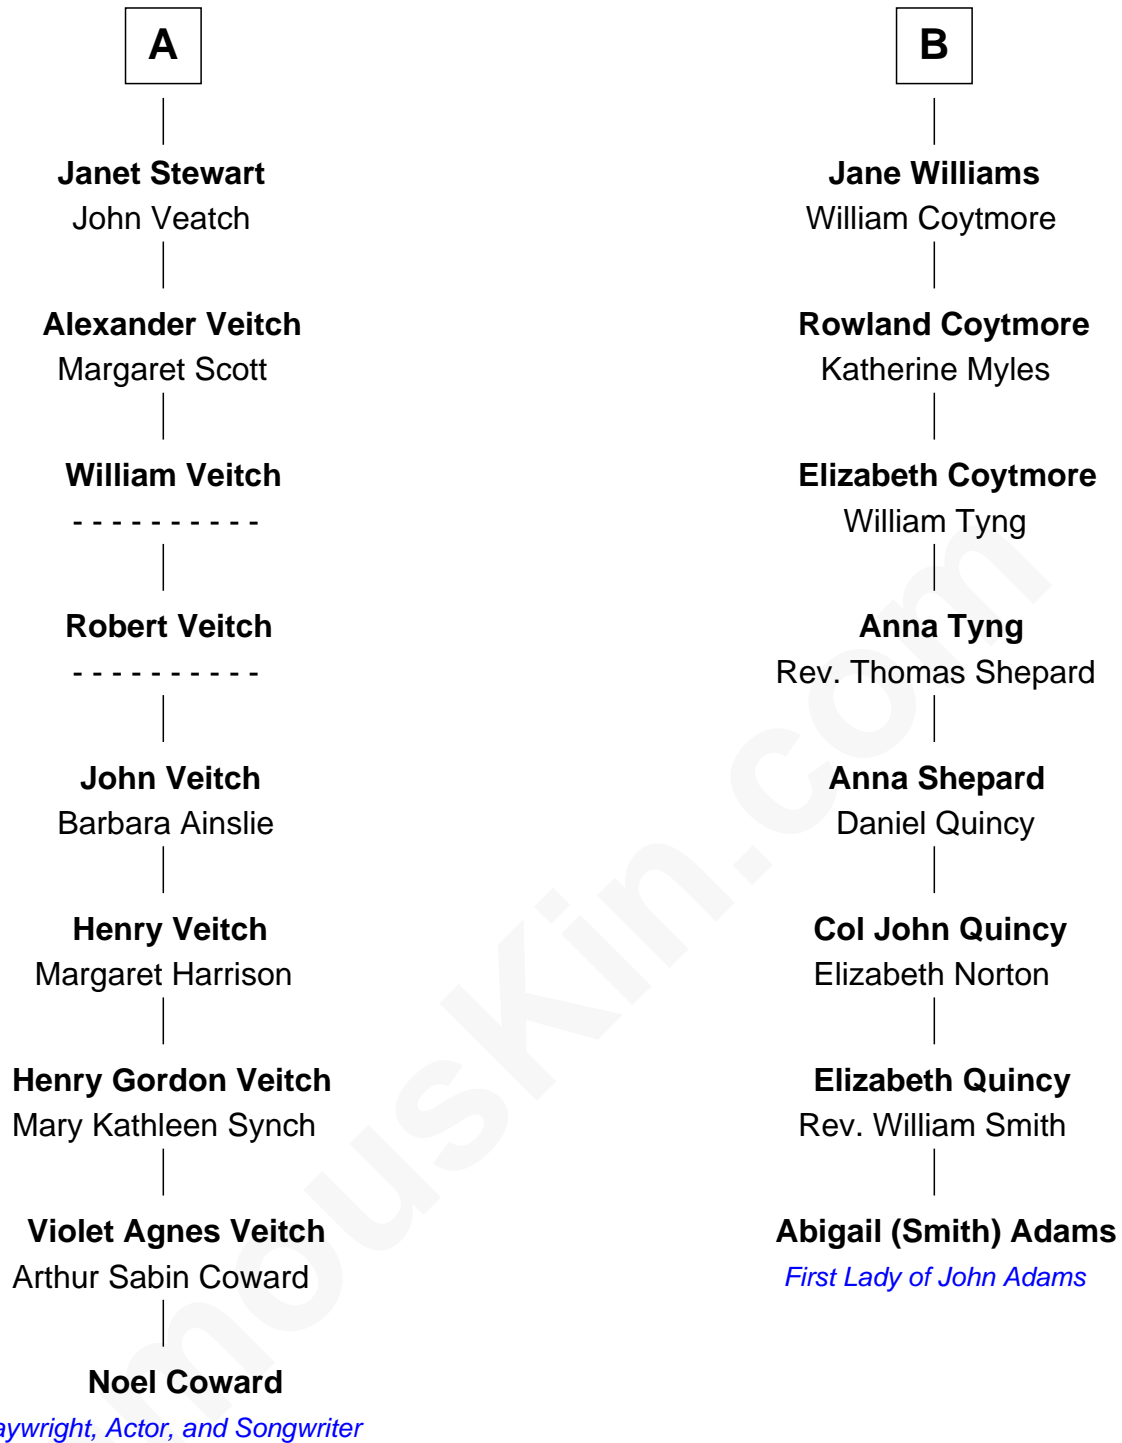 A
Janet Stewart
John Veatch
Alexander Veitch
Margaret Scott
William Veitch
- - - - - - - - - -
Robert Veitch
- - - - - - - - - -
John Veitch
Barbara Ainslie
Henry Veitch
Margaret Harrison
Henry Gordon Veitch
Mary Kathleen Synch
Violet Agnes Veitch
Arthur Sabin Coward
Noel Coward
aywright, Actor, and Songwriter
B
Jane Williams
William Coytmore
Rowland Coytmore
Katherine Myles
Elizabeth Coytmore
William Tyng
Anna Tyng
Rev. Thomas Shepard
Anna Shepard
Daniel Quincy
Col John Quincy
Elizabeth Norton
Elizabeth Quincy
Rev. William Smith
Abigail (Smith) Adams
First Lady of John Adams
mousKin.com